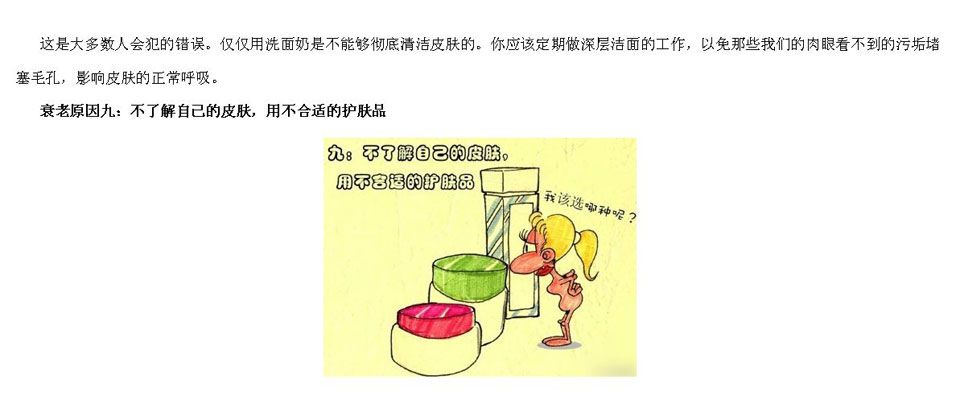 这是大多数人会犯的错误。仅仅用洗面奶是不能够彻底清洁皮肤的。你应该定期做深层洁面的工作，以免那些我们的肉眼看不到的污垢堵
塞毛孔，影响皮肤的正常呼吸。
衰老原因九：不了解自己的皮肤，用不合适的护肤品
九：不了解自己的皮肤，
用不合适的护肤品
我该选哪种呢？